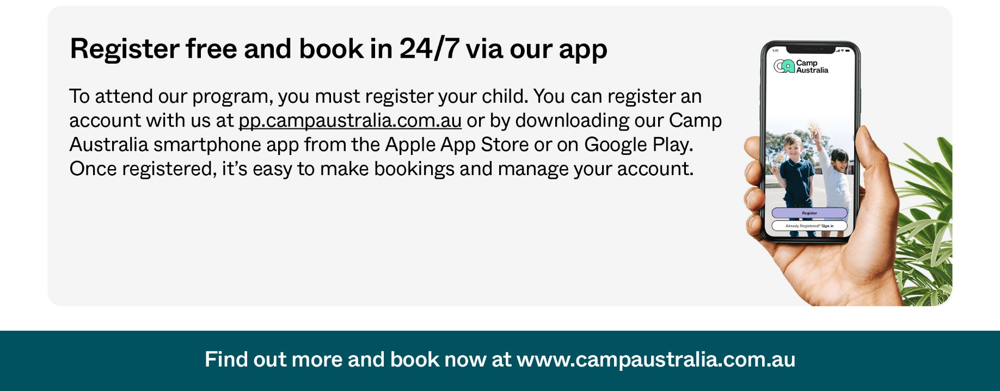 Register free and book in 24/7 via our app
To attend our program, you must register your child. You can register an
account with us at pp.campaustralia.com.au or by downloading our Camp
Australia smartphone app from the Apple App Store or on Google Play.
Once registered, it’s easy to make bookings and manage your account.
9:41
Camp
Australia
Register
Already Registered? Sign in
Find out more and book now at www.campaustralia.com.au